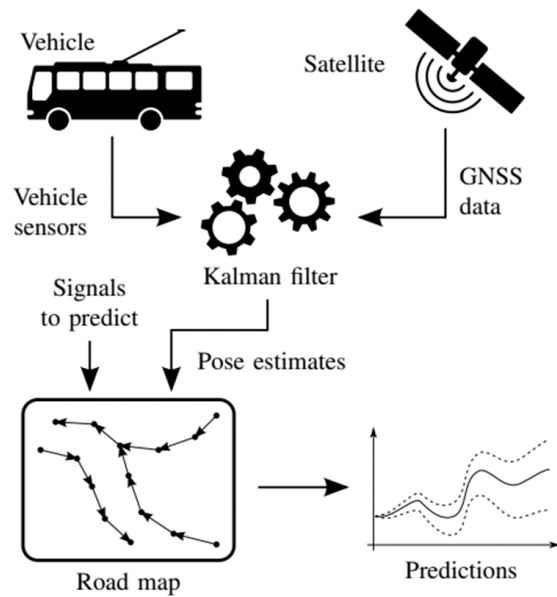 Vehicle
Satellite
Vehicle
sensors
GNSS
data
Kalman filter
Signals
to predict
Pose estimates
Road map
Predictions